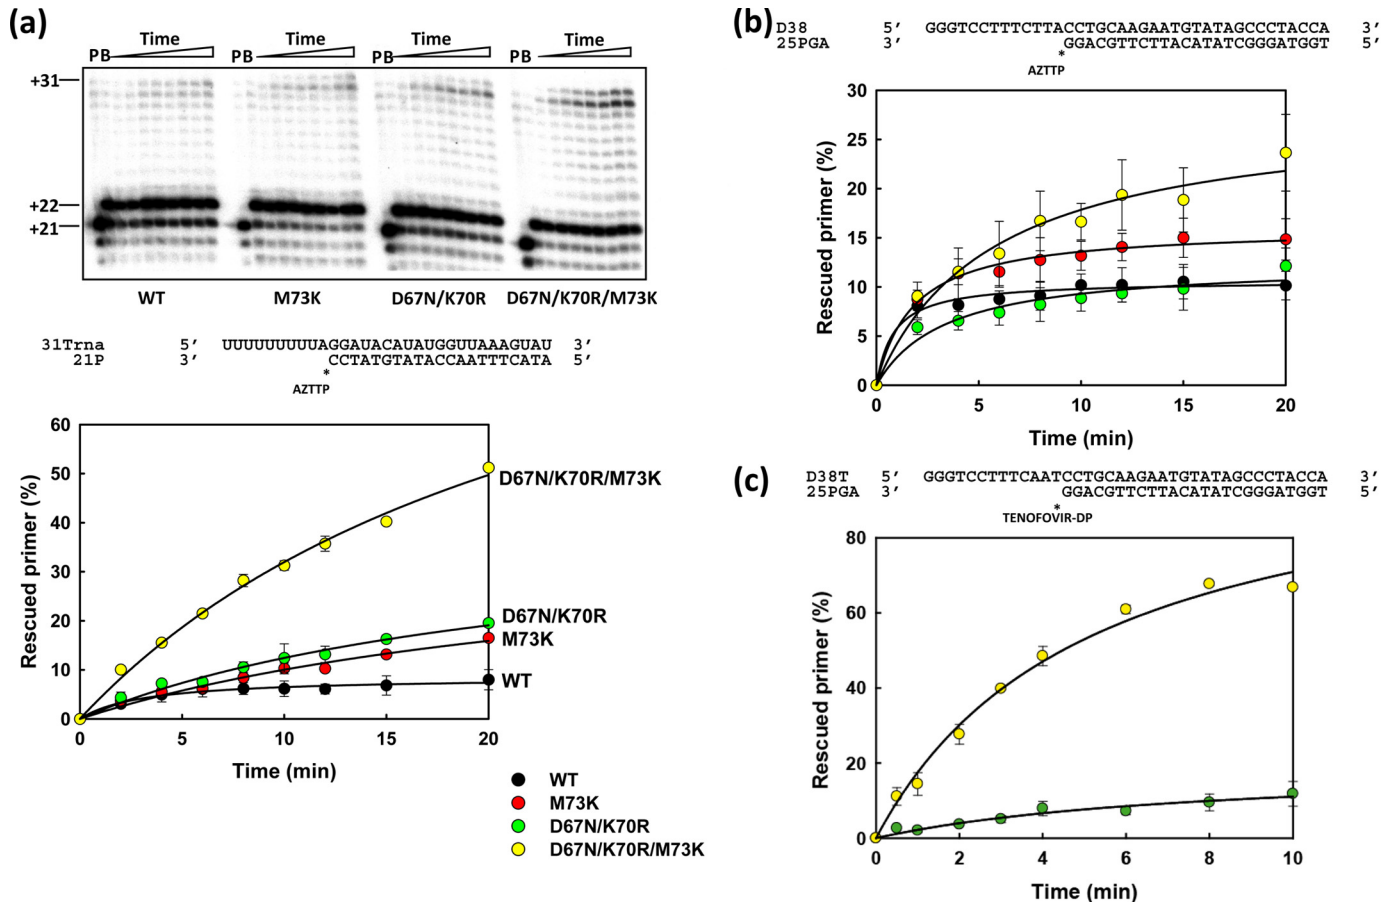 (a)
Time Time Time Time
PB PB PB PB
+31
+22
+21
WT M73K D67N/K70R D67N/K70R/M73K
31Trna 5′ UUUUUUUUUAGGAUACAUAUGGUUAAAGUAU 3′
21P 3′ CCTATGTATACCAATTTCATA 5′
*
AZTTP
Rescued primer (%)
60
50
40
30
20
10
0
D67N/K70R/M73K
D67N/K70R
M73K
WT
0 5 10 15 20
Time (min)
WT
M73K
D67N/K70R
D67N/K70R/M73K
(b)
D38 5′ GGGTCCTTTCTTACCTGCAAGAATGTATAGCCCTACCA 3′
25PGA 3′ GGACGTTCTTACATATCGGGATGGT 5′
*
AZTTP
Rescued primer (%)
30
25
20
15
10
5
0
0 5 10 15 20
Time (min)
(c)
D38T 5′ GGGTCCTTTCAATCCTGCAAGAATGTATAGCCCTACCA 3′
25PGA 3′ GGACGTTCTTACATATCGGGATGGT 5′
*
TENOFOVIR-DP
Rescued primer (%)
80
60
40
20
0
0 2 4 6 8 10
Time (min)